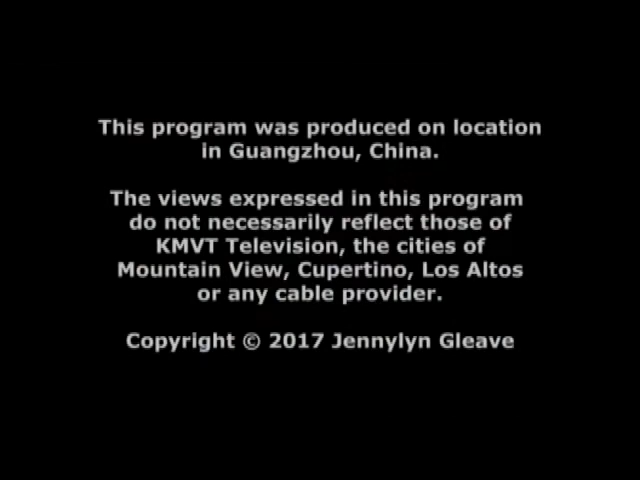 This program was produced on location
in Guangzhou, China.
The views expressed in this program
do not necessarily reflect those of
KMVT Television, the cities of
Mountain View, Cupertino, Los Altos
or any cable provider.
Copyright © 2017 Jennylyn Gleave